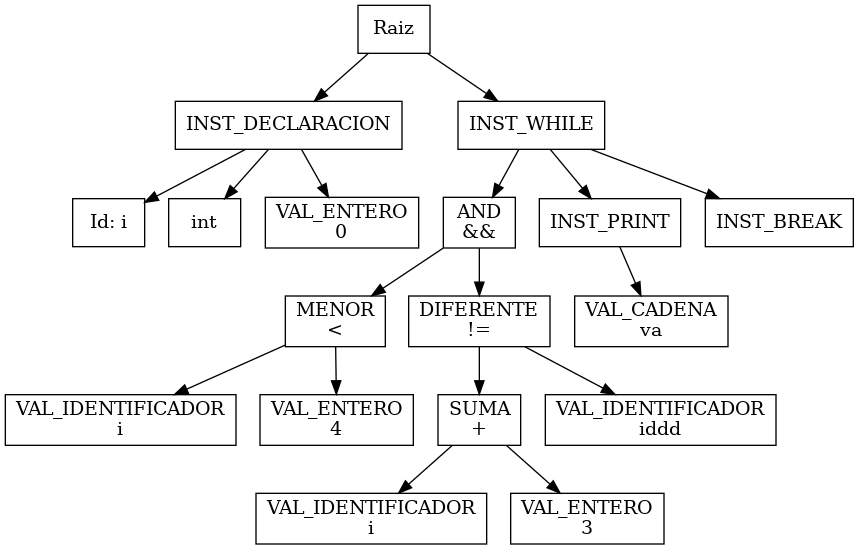 Raiz
INST_DECLARACION
INST_WHILE
Id: i
int
VAL_ENTERO
0
AND
&&
INST_PRINT
INST_BREAK
MENOR
<
DIFERENTE
!=
VAL_CADENA
va
VAL_IDENTIFICADOR
i
VAL_ENTERO
4
SUMA
+
VAL_IDENTIFICADOR
iddd
VAL_IDENTIFICADOR
i
VAL_ENTERO
3